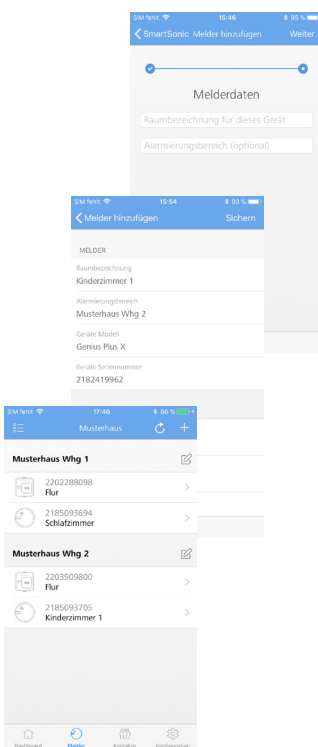 SIM fehlt 15:46 95 %
SmartSonic Melder hinzufügen Weiter
Melderdaten
Raumbezeichnung für dieses Gerät
Alarmierungsbereich (optional)
SIM fehlt 15:54 93 %
Melder hinzufügen Sichern
MELDER
Raumbezeichnung
Kinderzimmer 1
Alarmierungsbereich
Musterhaus Whg 2
Geräte Modell
Genius Plus X
Geräte Seriennummer
2182419962
SIM fehlt 17:46 86 %
Musterhaus
Musterhaus Whg 1
2202288098
Flur
2185093694
Schlafzimmer
Musterhaus Whg 2
2203909800
Flur
2185093705
Kinderzimmer 1
Dashboard Melder Kontakte Konfiguration